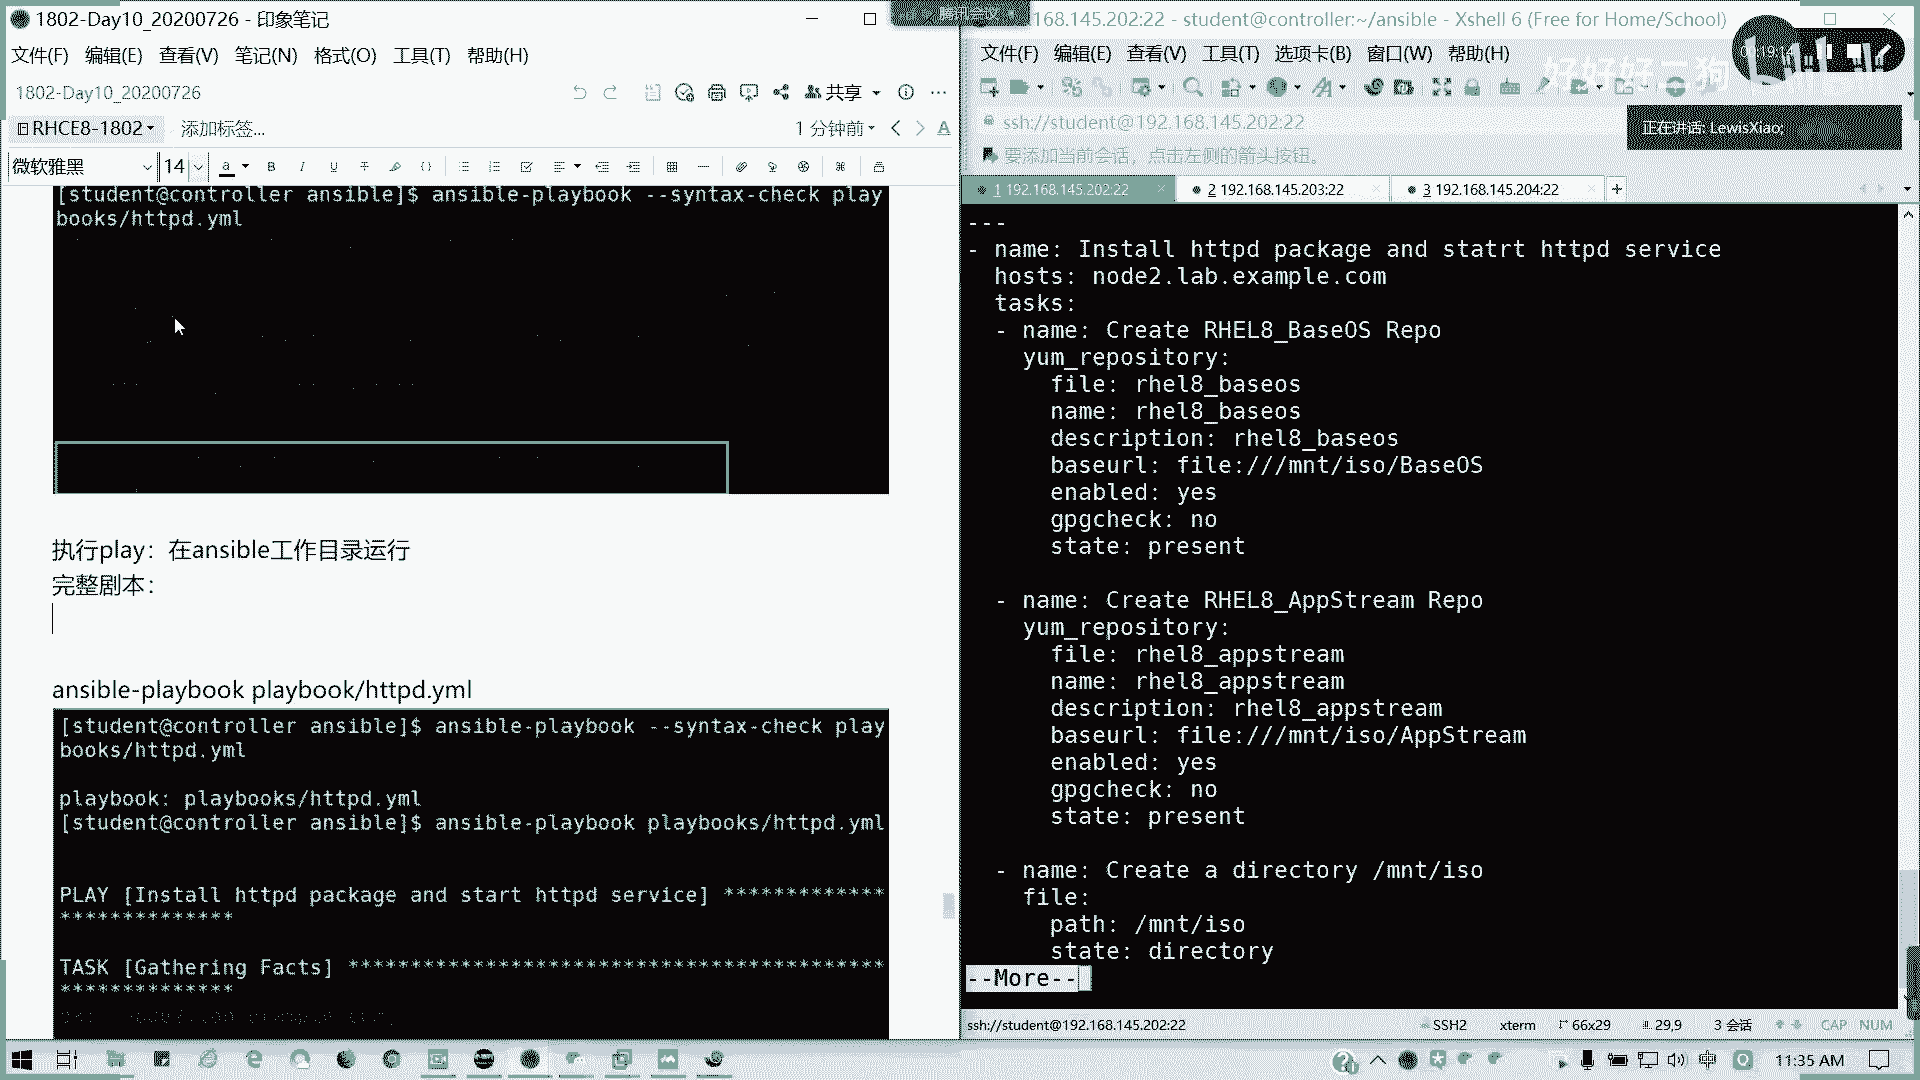 1802-Day10_20200726 - 印象笔记
文件(F) 编辑(E) 查看(V) 笔记(N) 格式(O) 工具(T) 帮助(H)
1802-Day10_20200726
共享
RHCE8-1802
添加标签...
1 分钟前
微软雅黑 14
[student@controller ansible]$ ansible-playbook --syntax-check play
books/httpd.yml
执行play：在ansible工作目录运行
完整剧本：
ansible-playbook playbook/httpd.yml
[student@controller ansible]$ ansible-playbook --syntax-check play
books/httpd.yml
playbook: playbooks/httpd.yml
[student@controller ansible]$ ansible-playbook playbooks/httpd.yml
PLAY [Install httpd package and start httpd service] *************
**************
TASK [Gathering Facts] *******************************************
**************
腾讯会议
168.145.202:22 - student@controller:~/ansible - Xshell 6 (Free for Home/School)
文件(F) 编辑(E) 查看(V) 工具(T) 选项卡(B) 窗口(W) 帮助(H)
好好好二狗
ssh://student@192.168.145.202:22
正在讲话: LewisXiao;
要添加当前会话，点击左侧的箭头按钮。
1 192.168.145.202:22
2 192.168.145.203:22
3 192.168.145.204:22
---
- name: Install httpd package and statrt httpd service
hosts: node2.lab.example.com
tasks:
- name: Create RHEL8_BaseOS Repo
yum_repository:
file: rhel8_baseos
name: rhel8_baseos
description: rhel8_baseos
baseurl: file:///mnt/iso/BaseOS
enabled: yes
gpgcheck: no
state: present
- name: Create RHEL8_AppStream Repo
yum_repository:
file: rhel8_appstream
name: rhel8_appstream
description: rhel8_appstream
baseurl: file:///mnt/iso/AppStream
enabled: yes
gpgcheck: no
state: present
- name: Create a directory /mnt/iso
file:
path: /mnt/iso
state: directory
--More--
ssh://student@192.168.145.202:22
SSH2 xterm 66x29 29,9 3 会话 CAP NUM
中
11:35 AM